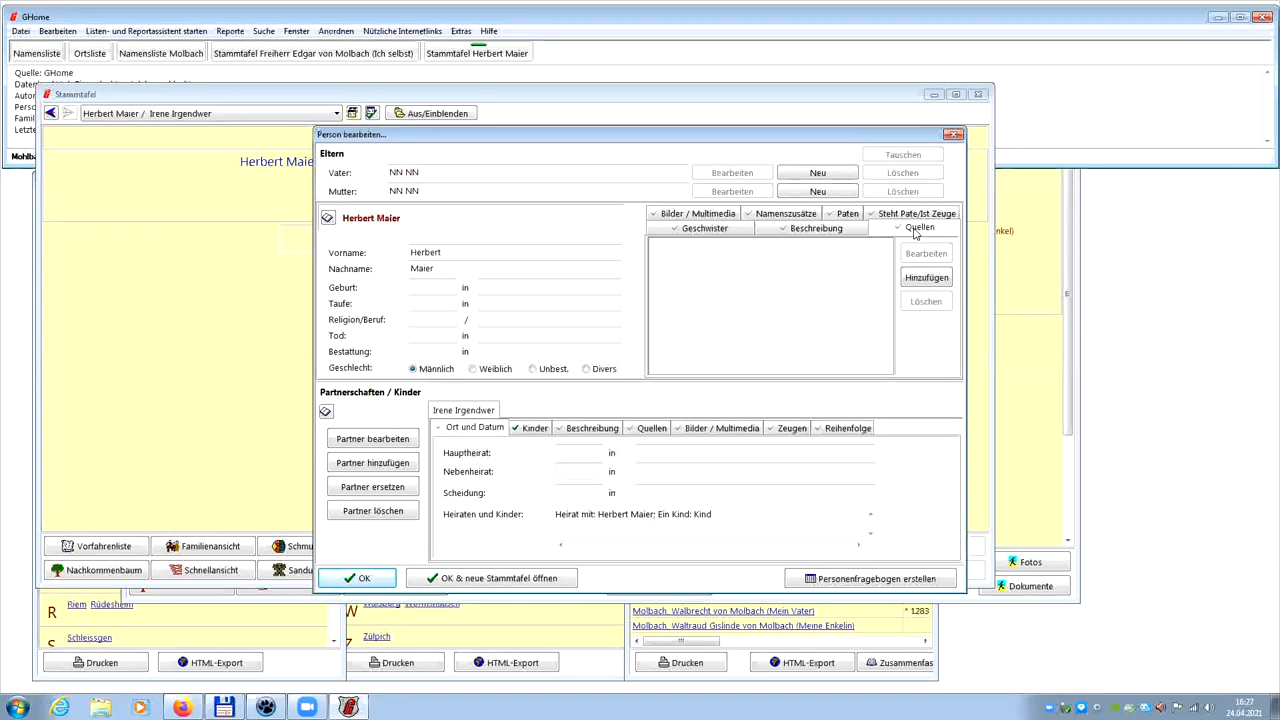 GHome
Datei Bearbeiten Listen- und Reportassistent starten Reporte Suche Fenster Anordnen Nützliche Internetlinks Extras Hilfe
Namensliste Ortsliste Namensliste Molbach Stammtafel Freiherr Edgar von Molbach (Ich selbst) Stammtafel Herbert Maier
Quelle: GHome
Stammtafel
Herbert Maier / Irene Irgendwer Aus/Einblenden
Person bearbeiten...
Eltern Tauschen
Vater: NN NN Bearbeiten Neu Löschen
Mutter: NN NN Bearbeiten Neu Löschen
Herbert Maier
Bilder / Multimedia Namenszusätze Paten Steht Pate/Ist Zeuge
Geschwister Beschreibung Quellen
Vorname: Herbert Bearbeiten
Nachname: Maier Hinzufügen
Geburt: in
Taufe: in Löschen
Religion/Beruf: /
Tod: in
Bestattung: in
Geschlecht: Männlich Weiblich Unbest. Divers
Partnerschaften / Kinder
Irene Irgendwer
Ort und Datum Kinder Beschreibung Quellen Bilder / Multimedia Zeugen Reihenfolge
Partner bearbeiten
Hauptheirat: in
Partner hinzufügen
Nebenheirat: in
Partner ersetzen
Scheidung: in
Partner löschen
Heiraten und Kinder: Heirat mit: Herbert Maier; Ein Kind: Kind
Vorfahrenliste Familienansicht
Fotos
Nachkommenbaum Schnellansicht
OK OK & neue Stammtafel öffnen Personenfragebogen erstellen
Dokumente
R Riem Rüdesheim
W
Molbach, Walbrecht von Molbach (Mein Vater) * 1283
Molbach, Waltraud Gislinde von Molbach (Meine Enkelin)
Schleissgen Zülpich
Drucken HTML-Export Drucken HTML-Export Drucken HTML-Export
16:27
24.04.2021